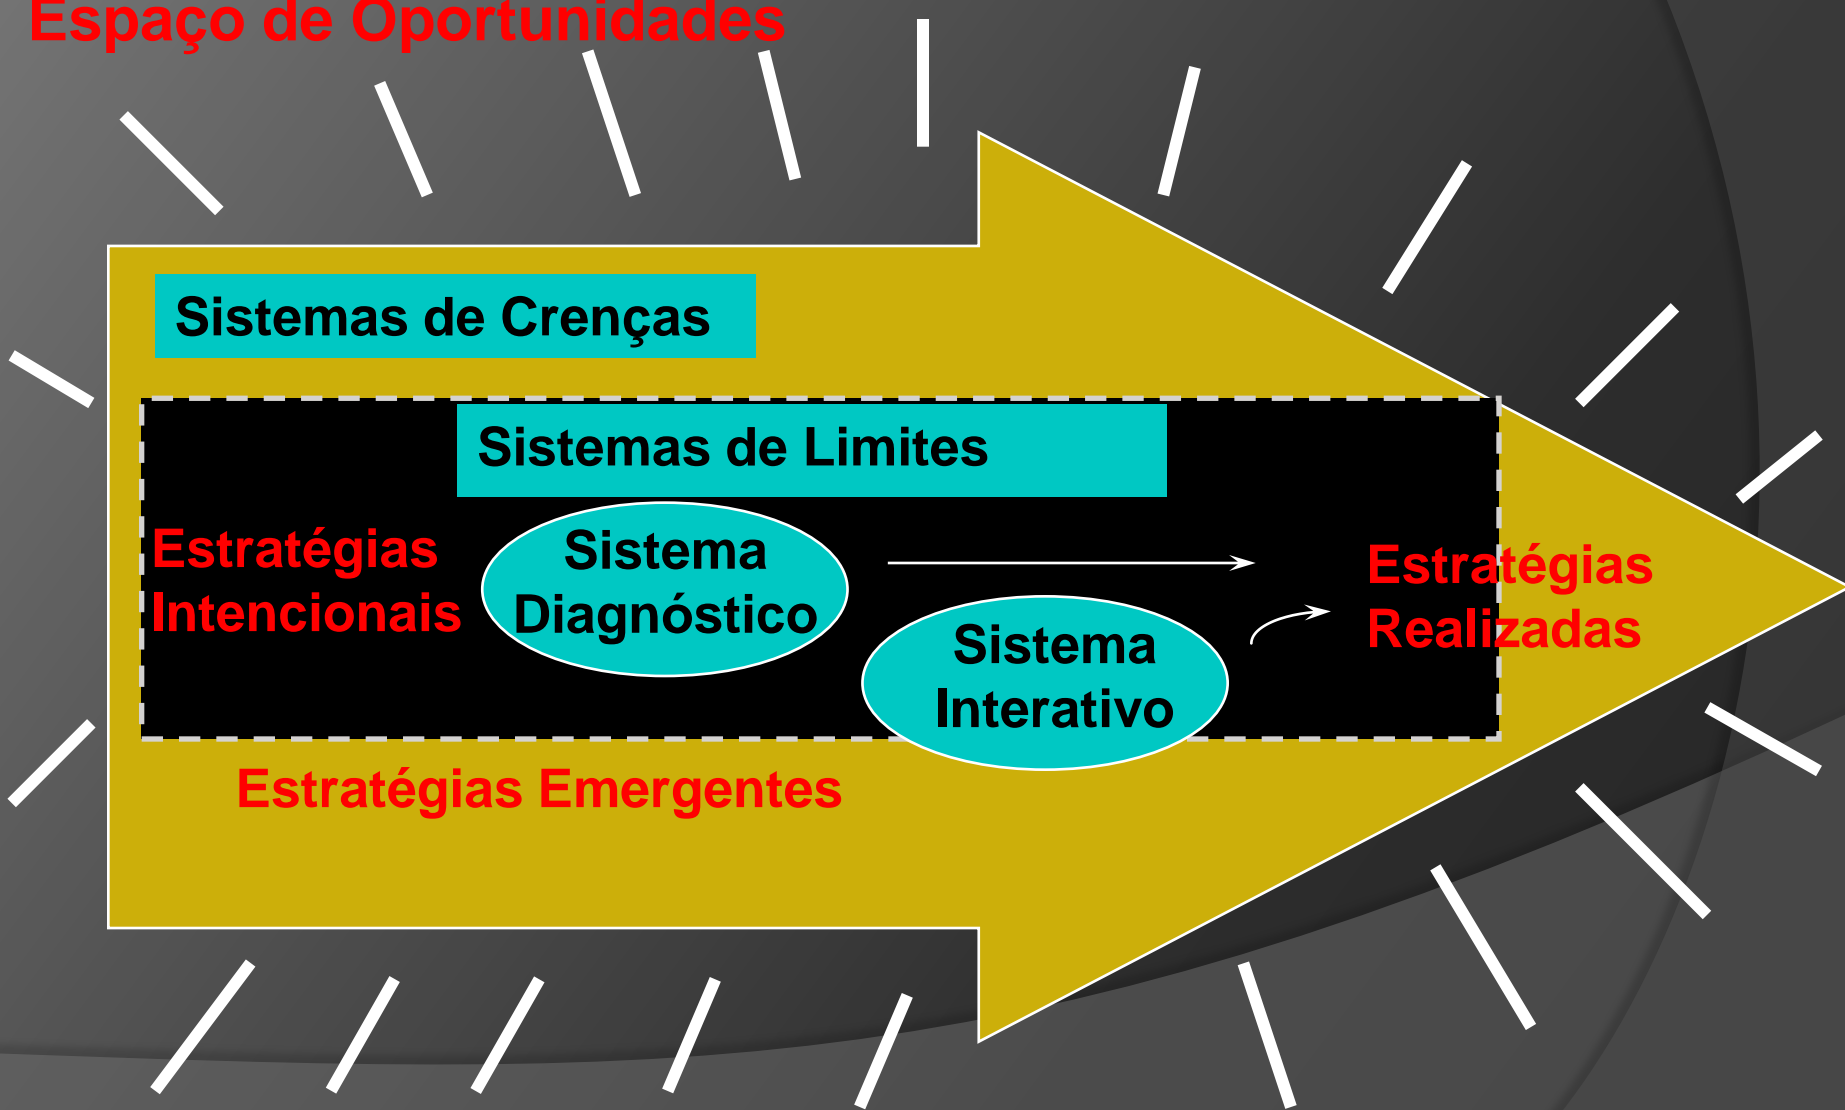 Espaço de Oportunidades
Sistemas de Crenças
Sistemas de Limites
Estratégias
Intencionais
Sistema
Diagnóstico
Sistema
Interativo
Estratégias
Realizadas
Estratégias Emergentes